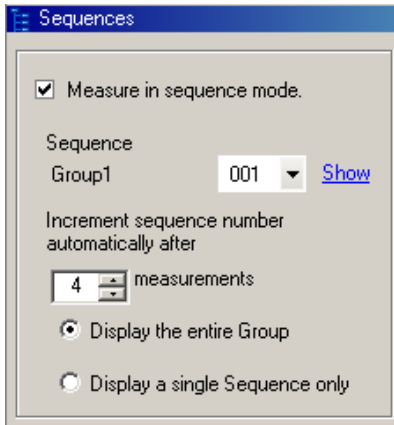 Sequences
Measure in sequence mode.
Sequence
Group1 001 Show
Increment sequence number
automatically after
4 measurements
Display the entire Group
Display a single Sequence only